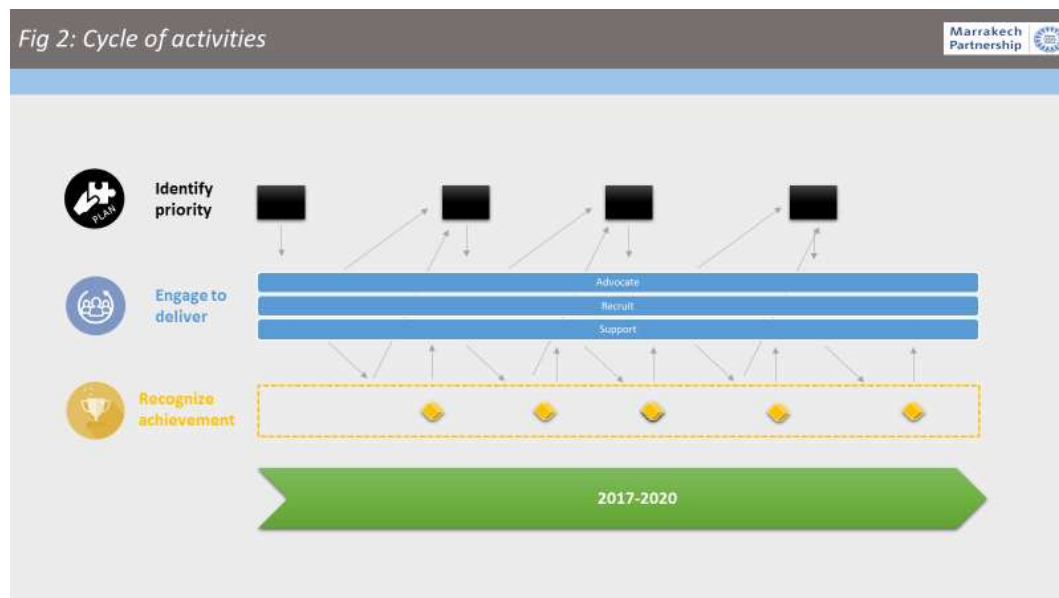 Fig 2: Cycle of activities
Marrakech
Partnership
PLAN
Identify
priority
Advocate
Engage to
deliver
Recruit
Support
Recognize
achievement
2017-2020